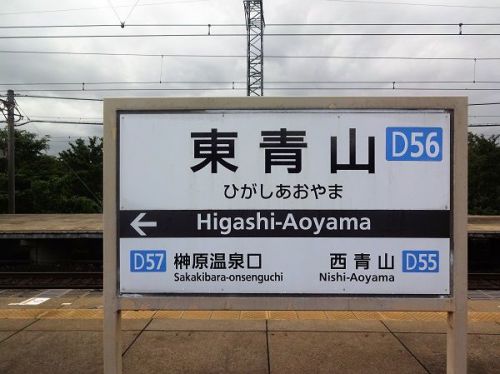 東青山 D56
ひがしあおやま
← Higashi-Aoyama
D57 榊原温泉口 西青山 D55
Sakakibara-onsenguchi Nishi-Aoyama